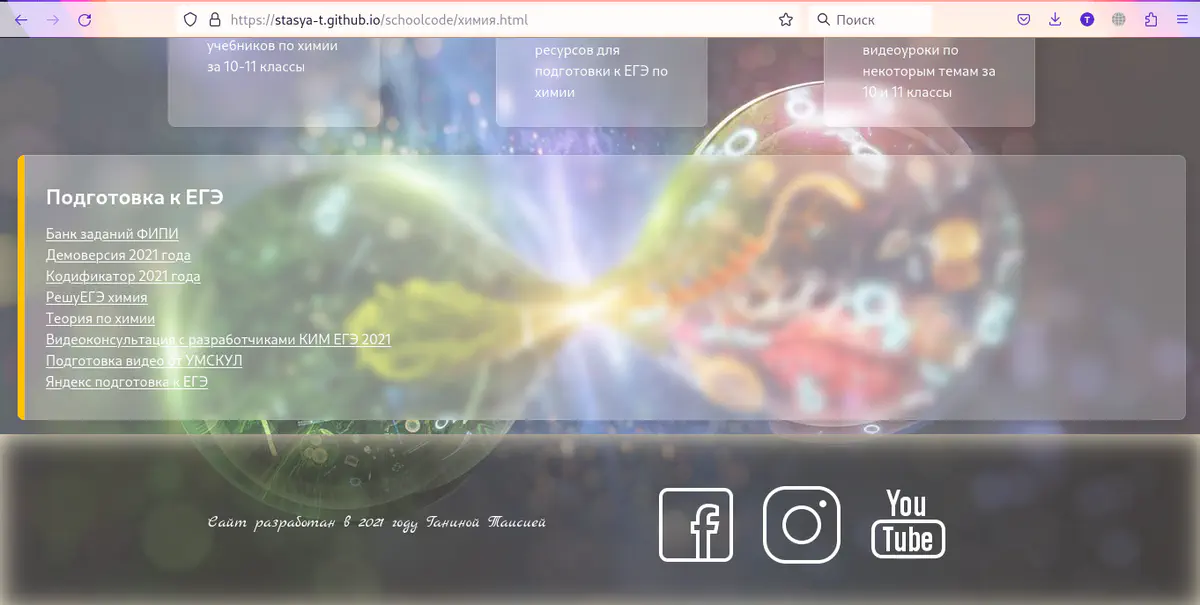 https://stasya-t.github.io/schoolcode/химия.html
Поиск
T
учебников по химии
за 10-11 классы
ресурсов для
подготовки к ЕГЭ по
химии
видеоуроки по
некоторым темам за
10 и 11 классы
Подготовка к ЕГЭ
Банк заданий ФИПИ
Демоверсия 2021 года
Кодификатор 2021 года
РешуЕГЭ химия
Теория по химии
Видеоконсультация с разработчиками КИМ ЕГЭ 2021
Подготовка видео от УМСКУЛ
Яндекс подготовка к ЕГЭ
Сайт разработан в 2021 году Ганиной Таисией
You
Tube